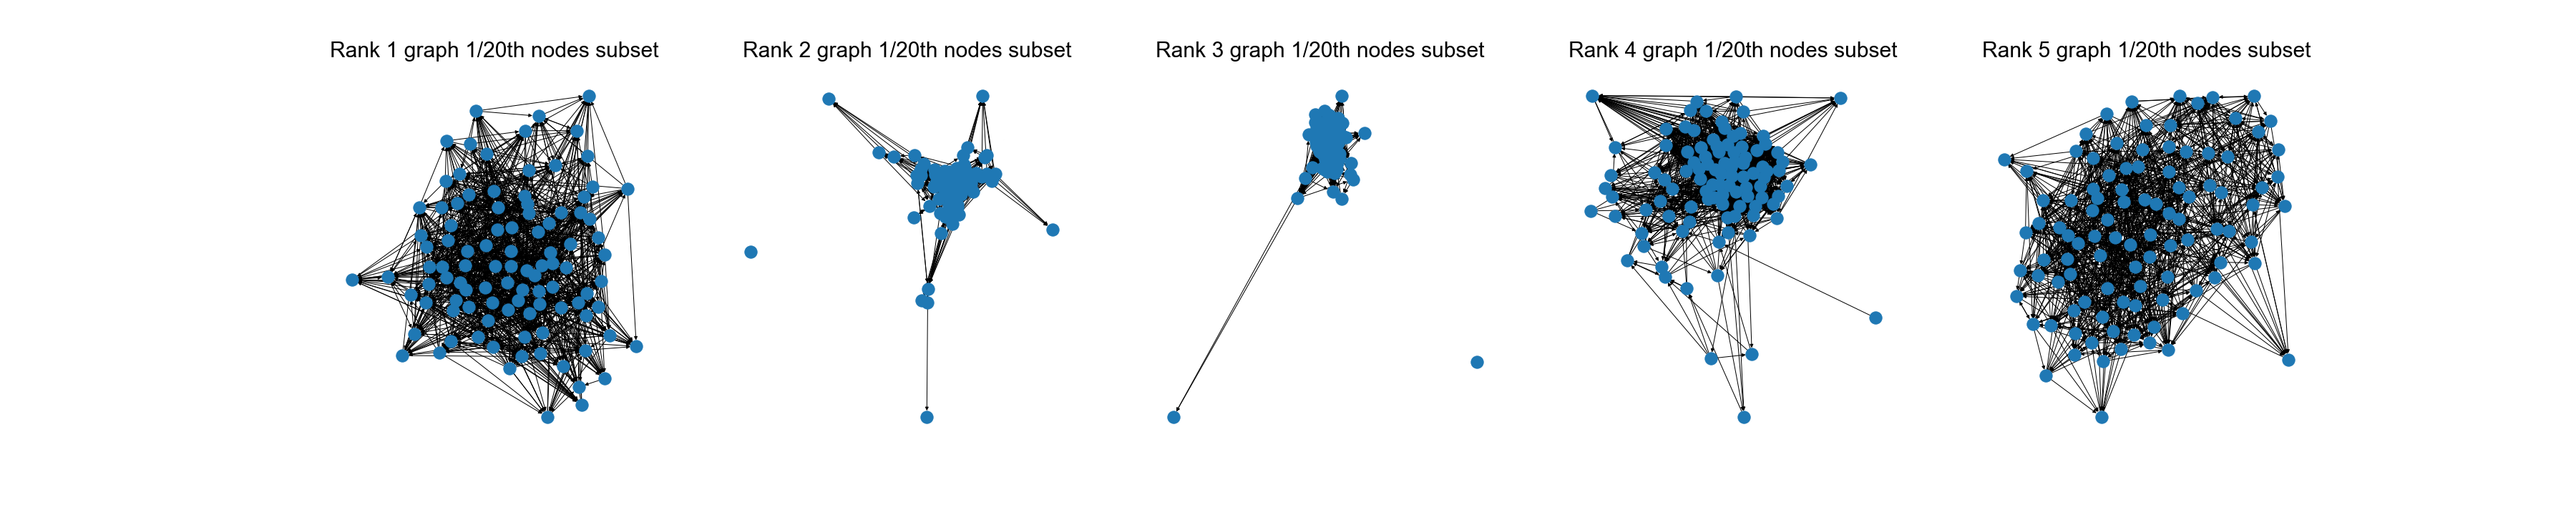 Rank 1 graph 1/20th nodes subset
Rank 2 graph 1/20th nodes subset
Rank 3 graph 1/20th nodes subset
Rank 4 graph 1/20th nodes subset
Rank 5 graph 1/20th nodes subset